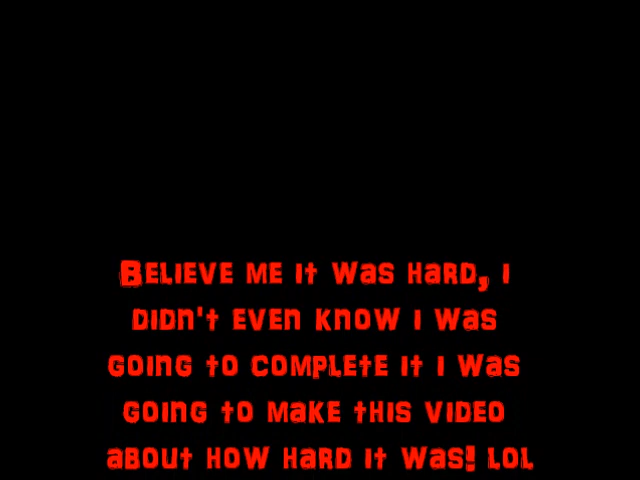 Believe me it was hard, i
didn't even know i was
going to complete it i was
going to make this video
about how hard it was! lol